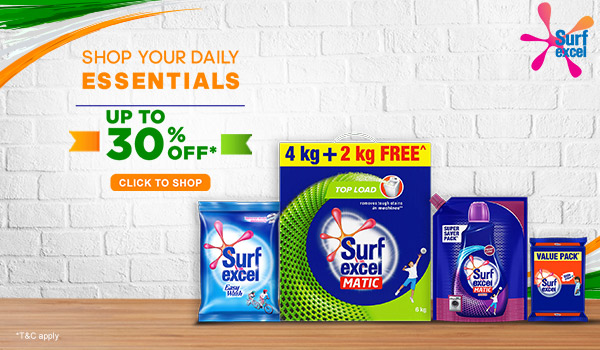 SHOP YOUR DAILY
ESSENTIALS
UP TO
30% OFF*
CLICK TO SHOP
Surf
excel
4 kg+2 kg FREE^
TOP LOAD
removes tough stains
in machines**
Surf
excel
MATIC
6 kg
Surf
excel
Easy
Wash
SUPER
SAVER
PACK*
Surf
excel
MATIC
VALUE PACK*
Surf
excel
*T&C apply